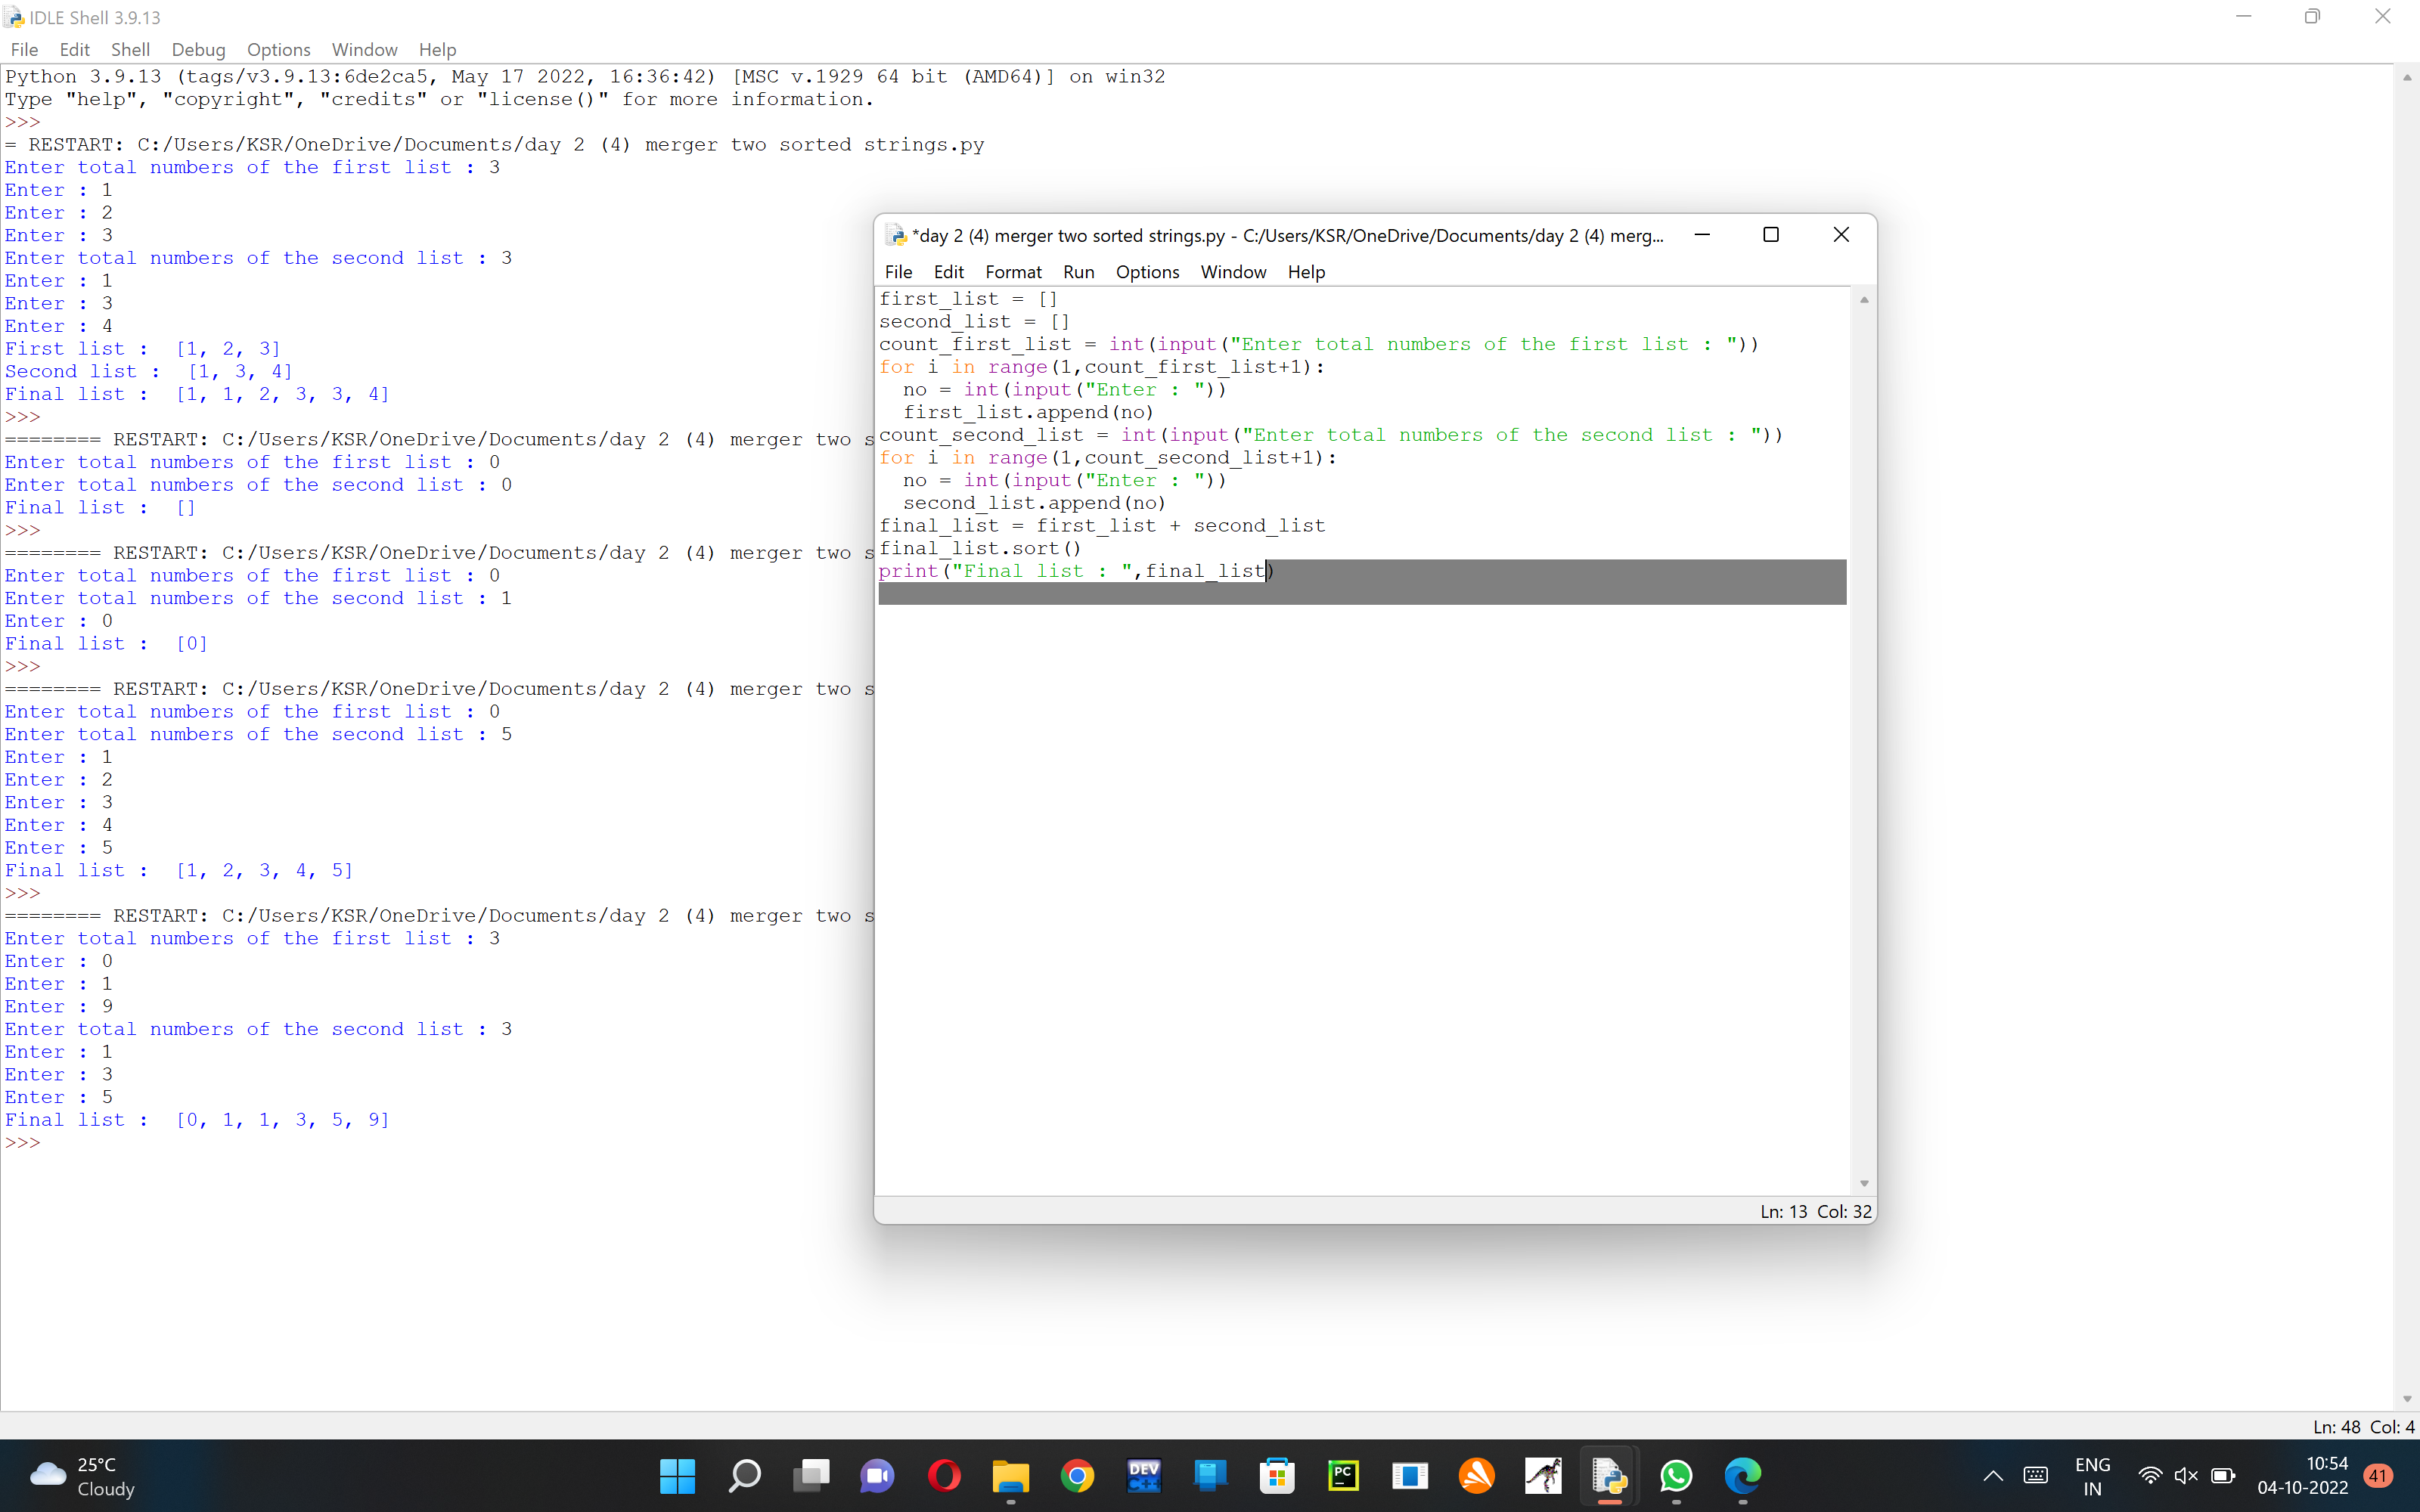 IDLE Shell 3.9.13
File Edit Shell Debug Options Window Help
Python 3.9.13 (tags/v3.9.13:6de2ca5, May 17 2022, 16:36:42) [MSC v.1929 64 bit (AMD64)] on win32
Type "help", "copyright", "credits" or "license()" for more information.
>>>
= RESTART: C:/Users/KSR/OneDrive/Documents/day 2 (4) merger two sorted strings.py
Enter total numbers of the first list : 3
Enter : 1
Enter : 2
Enter : 3
Enter total numbers of the second list : 3
Enter : 1
Enter : 3
Enter : 4
First list :  [1, 2, 3]
Second list :  [1, 3, 4]
Final list :  [1, 1, 2, 3, 3, 4]
>>>
======== RESTART: C:/Users/KSR/OneDrive/Documents/day 2 (4) merger two s
Enter total numbers of the first list : 0
Enter total numbers of the second list : 0
Final list :  []
>>>
======== RESTART: C:/Users/KSR/OneDrive/Documents/day 2 (4) merger two s
Enter total numbers of the first list : 0
Enter total numbers of the second list : 1
Enter : 0
Final list :  [0]
>>>
======== RESTART: C:/Users/KSR/OneDrive/Documents/day 2 (4) merger two s
Enter total numbers of the first list : 0
Enter total numbers of the second list : 5
Enter : 1
Enter : 2
Enter : 3
Enter : 4
Enter : 5
Final list :  [1, 2, 3, 4, 5]
>>>
======== RESTART: C:/Users/KSR/OneDrive/Documents/day 2 (4) merger two s
Enter total numbers of the first list : 3
Enter : 0
Enter : 1
Enter : 9
Enter total numbers of the second list : 3
Enter : 1
Enter : 3
Enter : 5
Final list :  [0, 1, 1, 3, 5, 9]
>>>
*day 2 (4) merger two sorted strings.py - C:/Users/KSR/OneDrive/Documents/day 2 (4) merg...
File Edit Format Run Options Window Help
first_list = []
second_list = []
count_first_list = int(input("Enter total numbers of the first list : "))
for i in range(1,count_first_list+1):
  no = int(input("Enter : "))
  first_list.append(no)
count_second_list = int(input("Enter total numbers of the second list : "))
for i in range(1,count_second_list+1):
  no = int(input("Enter : "))
  second_list.append(no)
final_list = first_list + second_list
final_list.sort()
print("Final list : ",final_list)
Ln: 13 Col: 32
Ln: 48 Col: 4
25°C
Cloudy
DEV
C++
PC
ENG
IN
10:54
04-10-2022
41